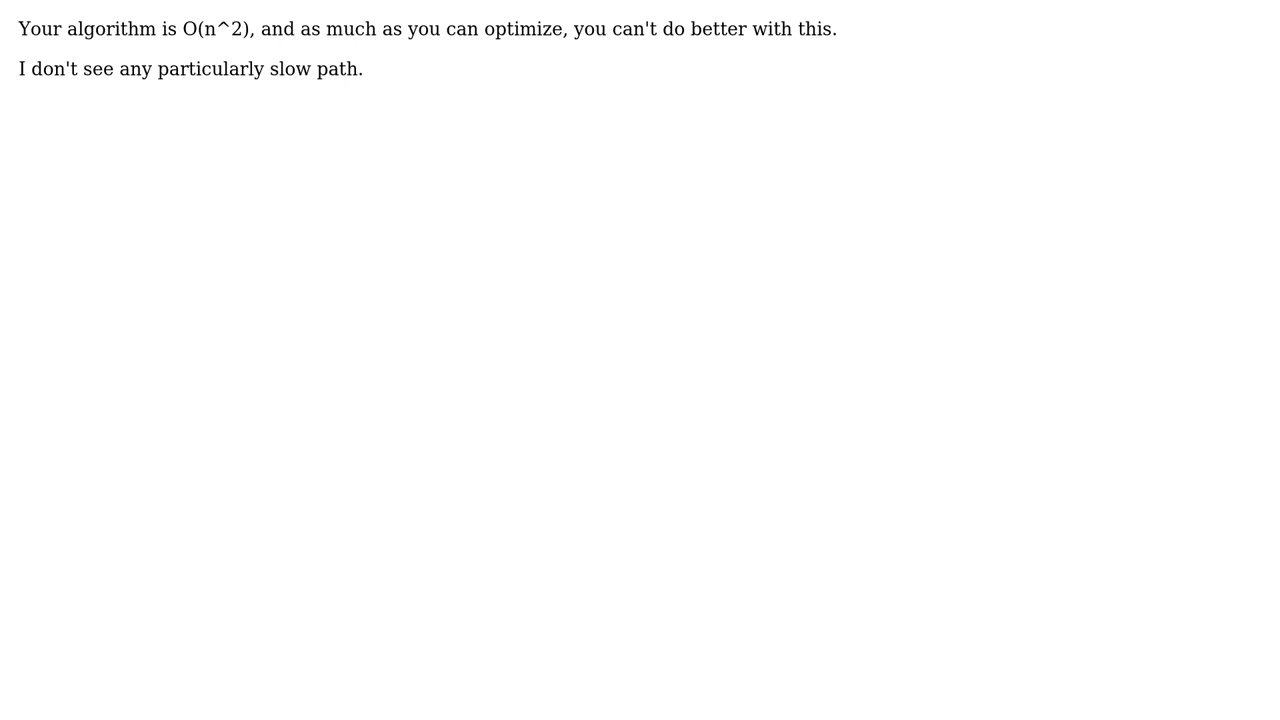 Your algorithm is O(n^2), and as much as you can optimize, you can't do better with this.
I don't see any particularly slow path.